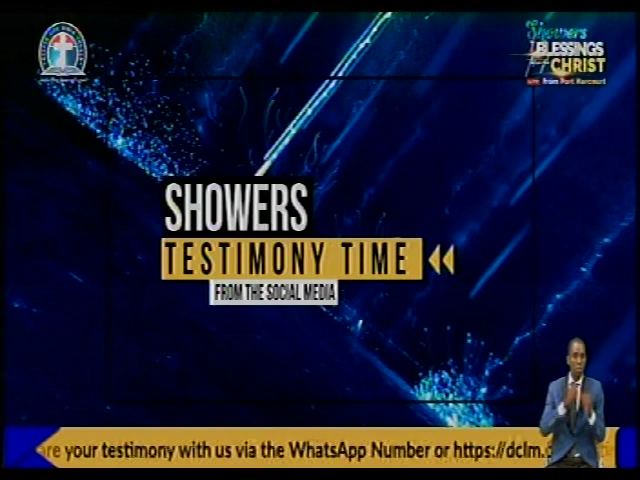 Showers
BLESSINGS
CHRIST
from Port Harcourt
SHOWERS
TESTIMONY TIME
FROM THE SOCIAL MEDIA
are your testimony with us via the WhatsApp Number or https://dclm.